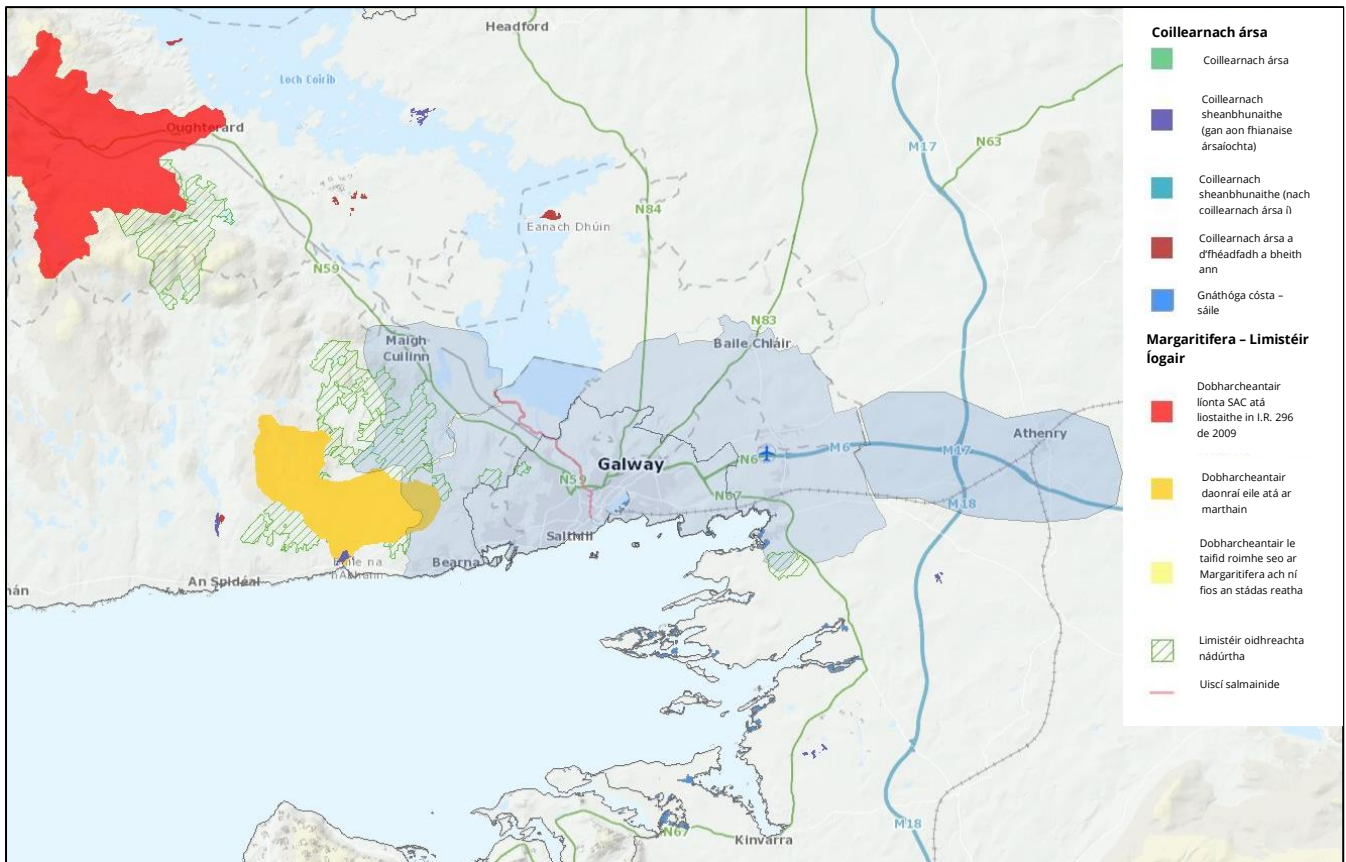 Headford
Loch Coirib
Oughterard
M17
N63
N84
Eanach Dhúin
N59
N83
Maigh
Cuilinn
Baile Chláir
Athenry
M6
M17
Galway
N6
N59
N67
M18
Salthill
Bearna
An Spidéal
M18
N67
Kinvarra
Coillearnach ársa
Coillearnach ársa
Coillearnach
sheanbhunaithe
(gan aon fhianaise
ársaíochta)
Coillearnach
sheanbhunaithe (nach
coillearnach ársa í)
Coillearnach ársa a
d'fhéadfadh a bheith
ann
Gnáthóga cósta –
sáile
Margaritifera – Limistéir
Íogair
Dobharcheantair
líonta SAC atá
liostaithe in I.R. 296
de 2009
Dobharcheantair
daonraí eile atá ar
marthain
Dobharcheantair le
taifid roimhe seo ar
Margaritifera ach ní
fios an stádas reatha
Limistéir oidhreachta
nádúrtha
Uiscí salmainide